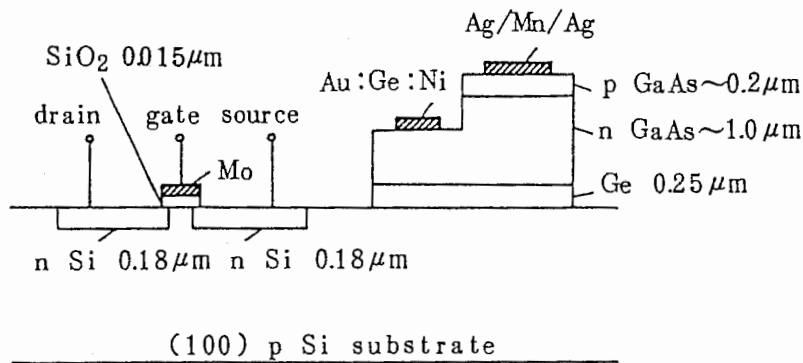 Ag/Mn/Ag
SiO2 0.015μm
Au:Ge:Ni
p GaAs~0.2μm
drain gate source
n GaAs~1.0μm
Mo
Ge 0.25μm
n Si 0.18μm n Si 0.18μm
(100) p Si substrate